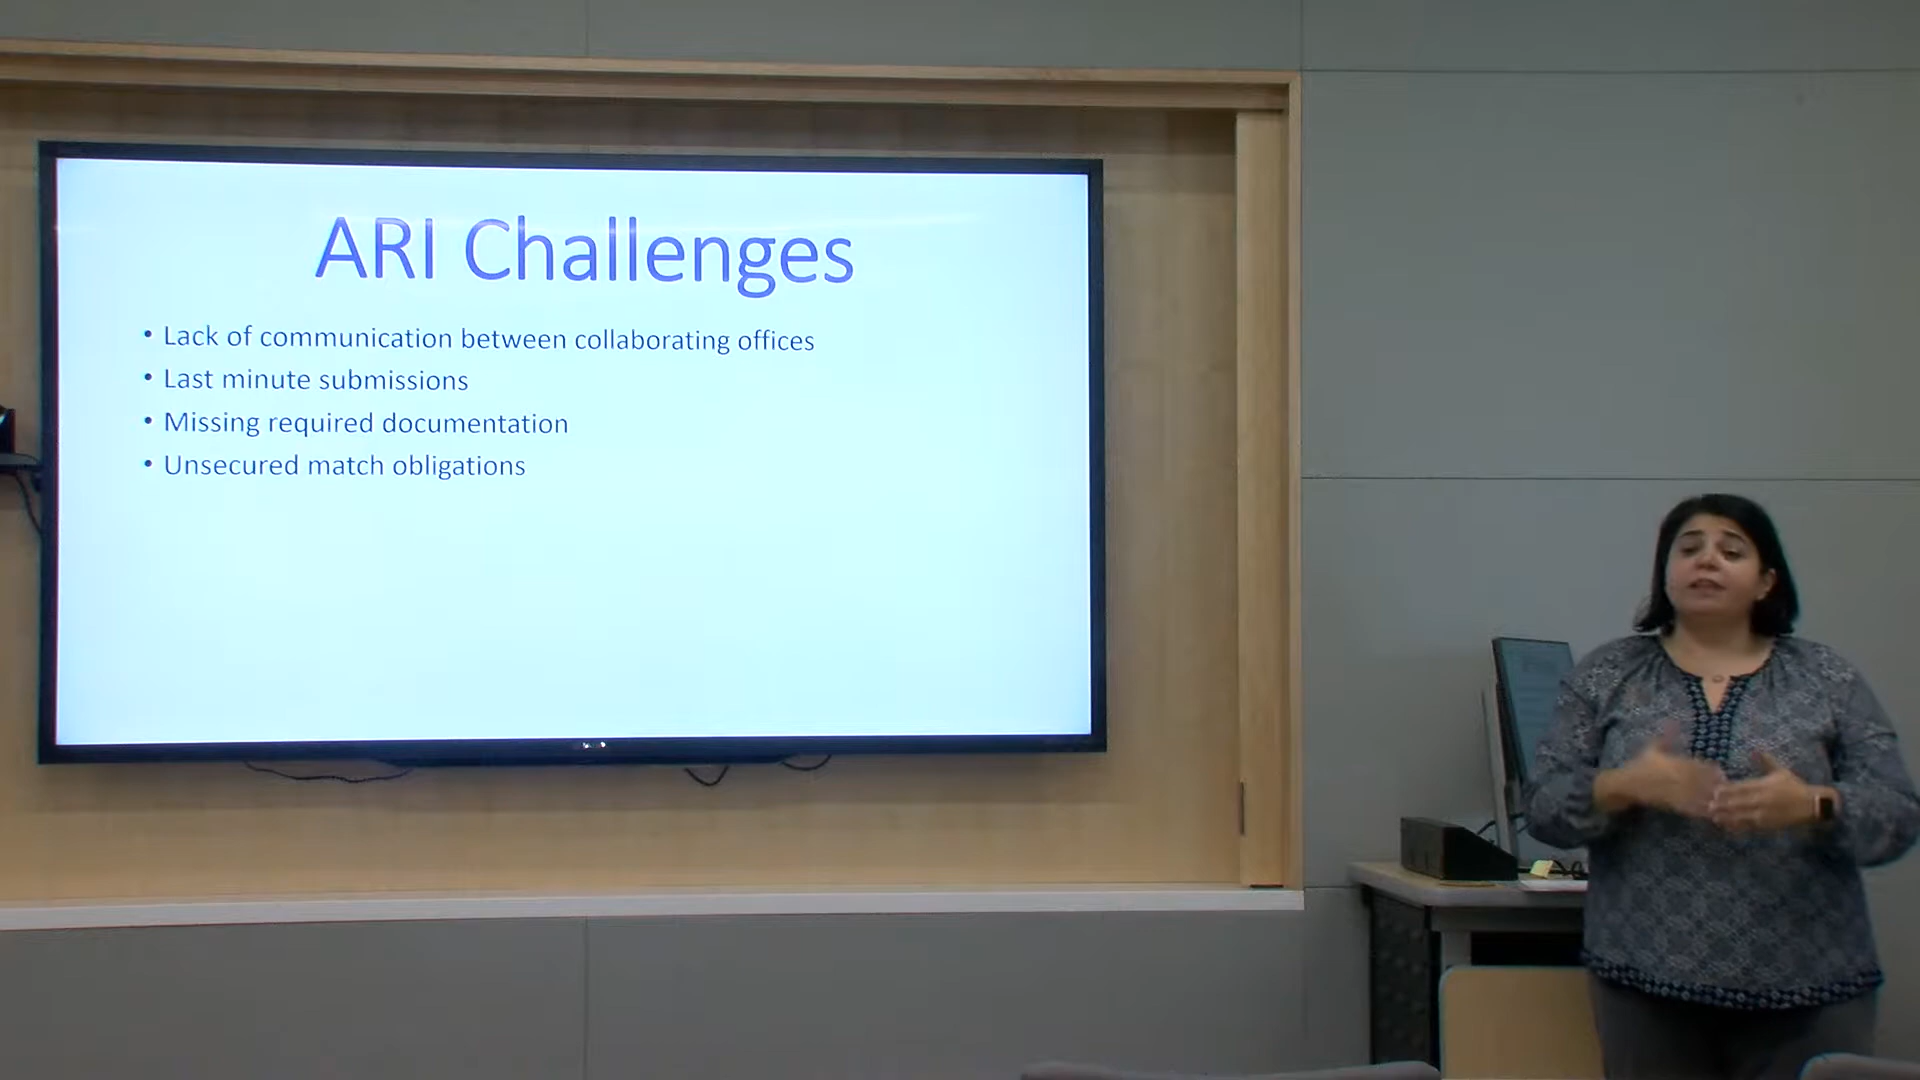 ARI Challenges
• Lack of communication between collaborating offices
• Last minute submissions
• Missing required documentation
• Unsecured match obligations